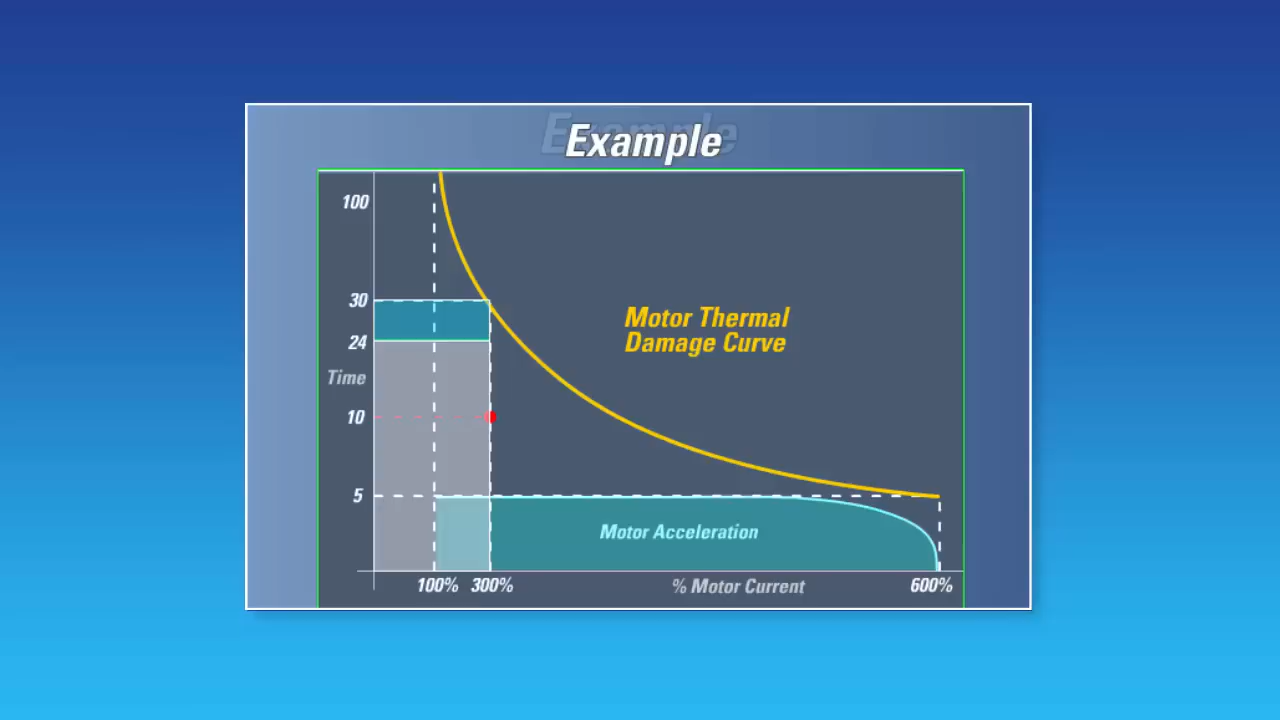 Example
100
30
24
Time
10
5
Motor Thermal
Damage Curve
Motor Acceleration
100% 300% % Motor Current 600%